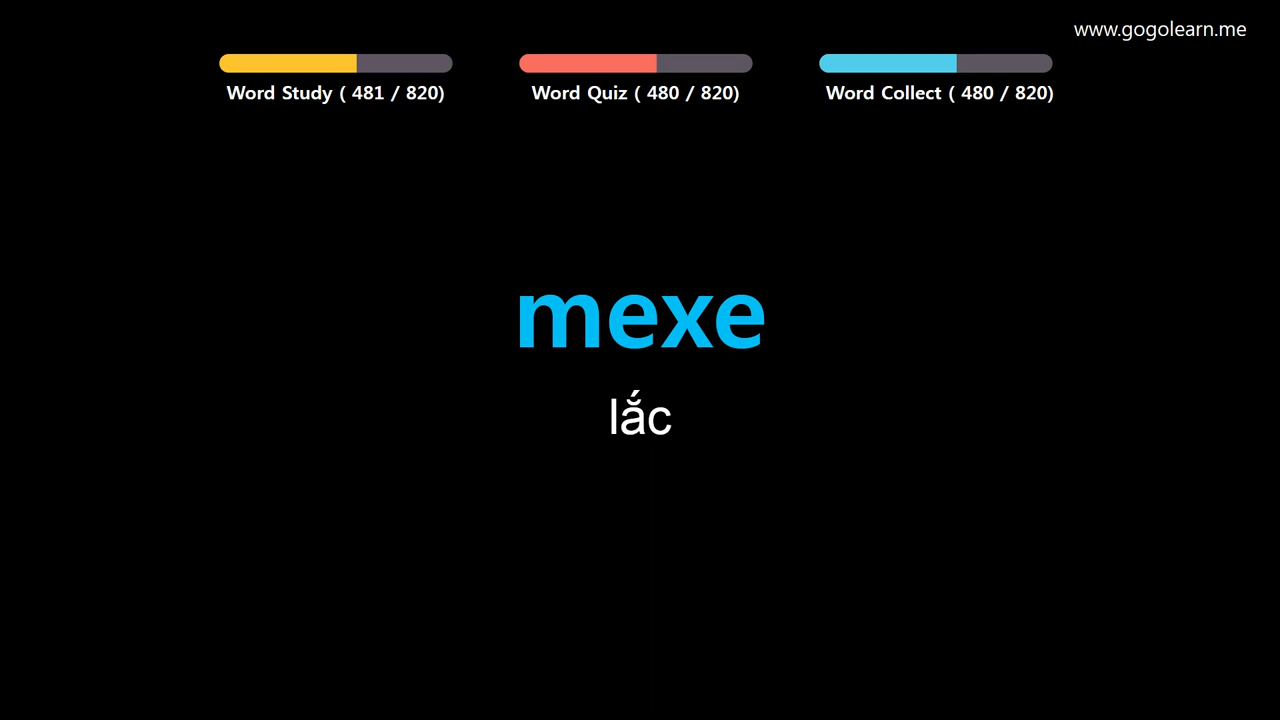 www.gogolearn.me
Word Study ( 481 / 820)
Word Quiz ( 480 / 820)
Word Collect ( 480 / 820)
mexe
lắc